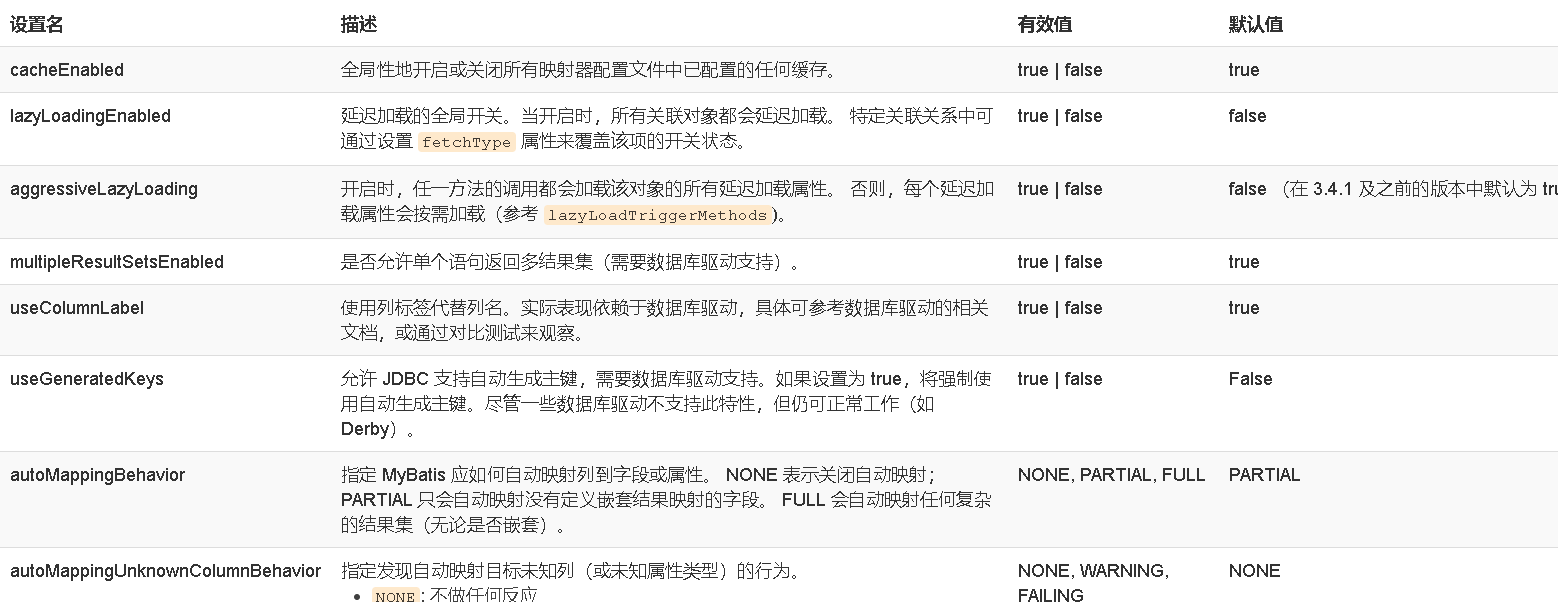 设置名 描述 有效值 默认值
cacheEnabled 全局性地开启或关闭所有映射器配置文件中已配置的任何缓存。 true | false true
lazyLoadingEnabled 延迟加载的全局开关。当开启时，所有关联对象都会延迟加载。 特定关联关系中可 true | false false
通过设置 fetchType 属性来覆盖该项的开关状态。
aggressiveLazyLoading 开启时，任一方法的调用都会加载该对象的所有延迟加载属性。 否则，每个延迟加 true | false false （在 3.4.1 及之前的版本中默认为 tru
载属性会按需加载（参考 lazyLoadTriggerMethods)。
multipleResultSetsEnabled 是否允许单个语句返回多结果集（需要数据库驱动支持）。 true | false true
useColumnLabel 使用列标签代替列名。实际表现依赖于数据库驱动，具体可参考数据库驱动的相关 true | false true
文档，或通过对比测试来观察。
useGeneratedKeys 允许 JDBC 支持自动生成主键，需要数据库驱动支持。如果设置为 true，将强制使 true | false False
用自动生成主键。尽管一些数据库驱动不支持此特性，但仍可正常工作（如
Derby）。
autoMappingBehavior 指定 MyBatis 应如何自动映射列到字段或属性。 NONE 表示关闭自动映射； NONE, PARTIAL, FULL PARTIAL
PARTIAL 只会自动映射没有定义嵌套结果映射的字段。 FULL 会自动映射任何复杂
的结果集（无论是否嵌套）。
autoMappingUnknownColumnBehavior 指定发现自动映射目标未知列（或未知属性类型）的行为。 NONE, WARNING, NONE
• NONE: 不做任何反应 FAILING